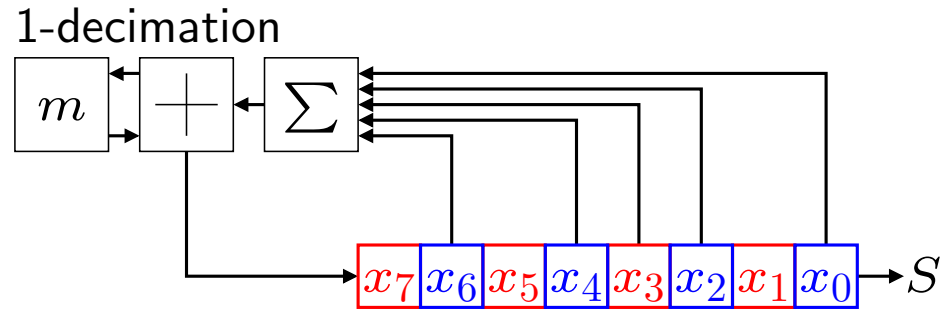 1-decimation
m + ∑
x₇ x₆ x₅ x₄ x₃ x₂ x₁ x₀ S